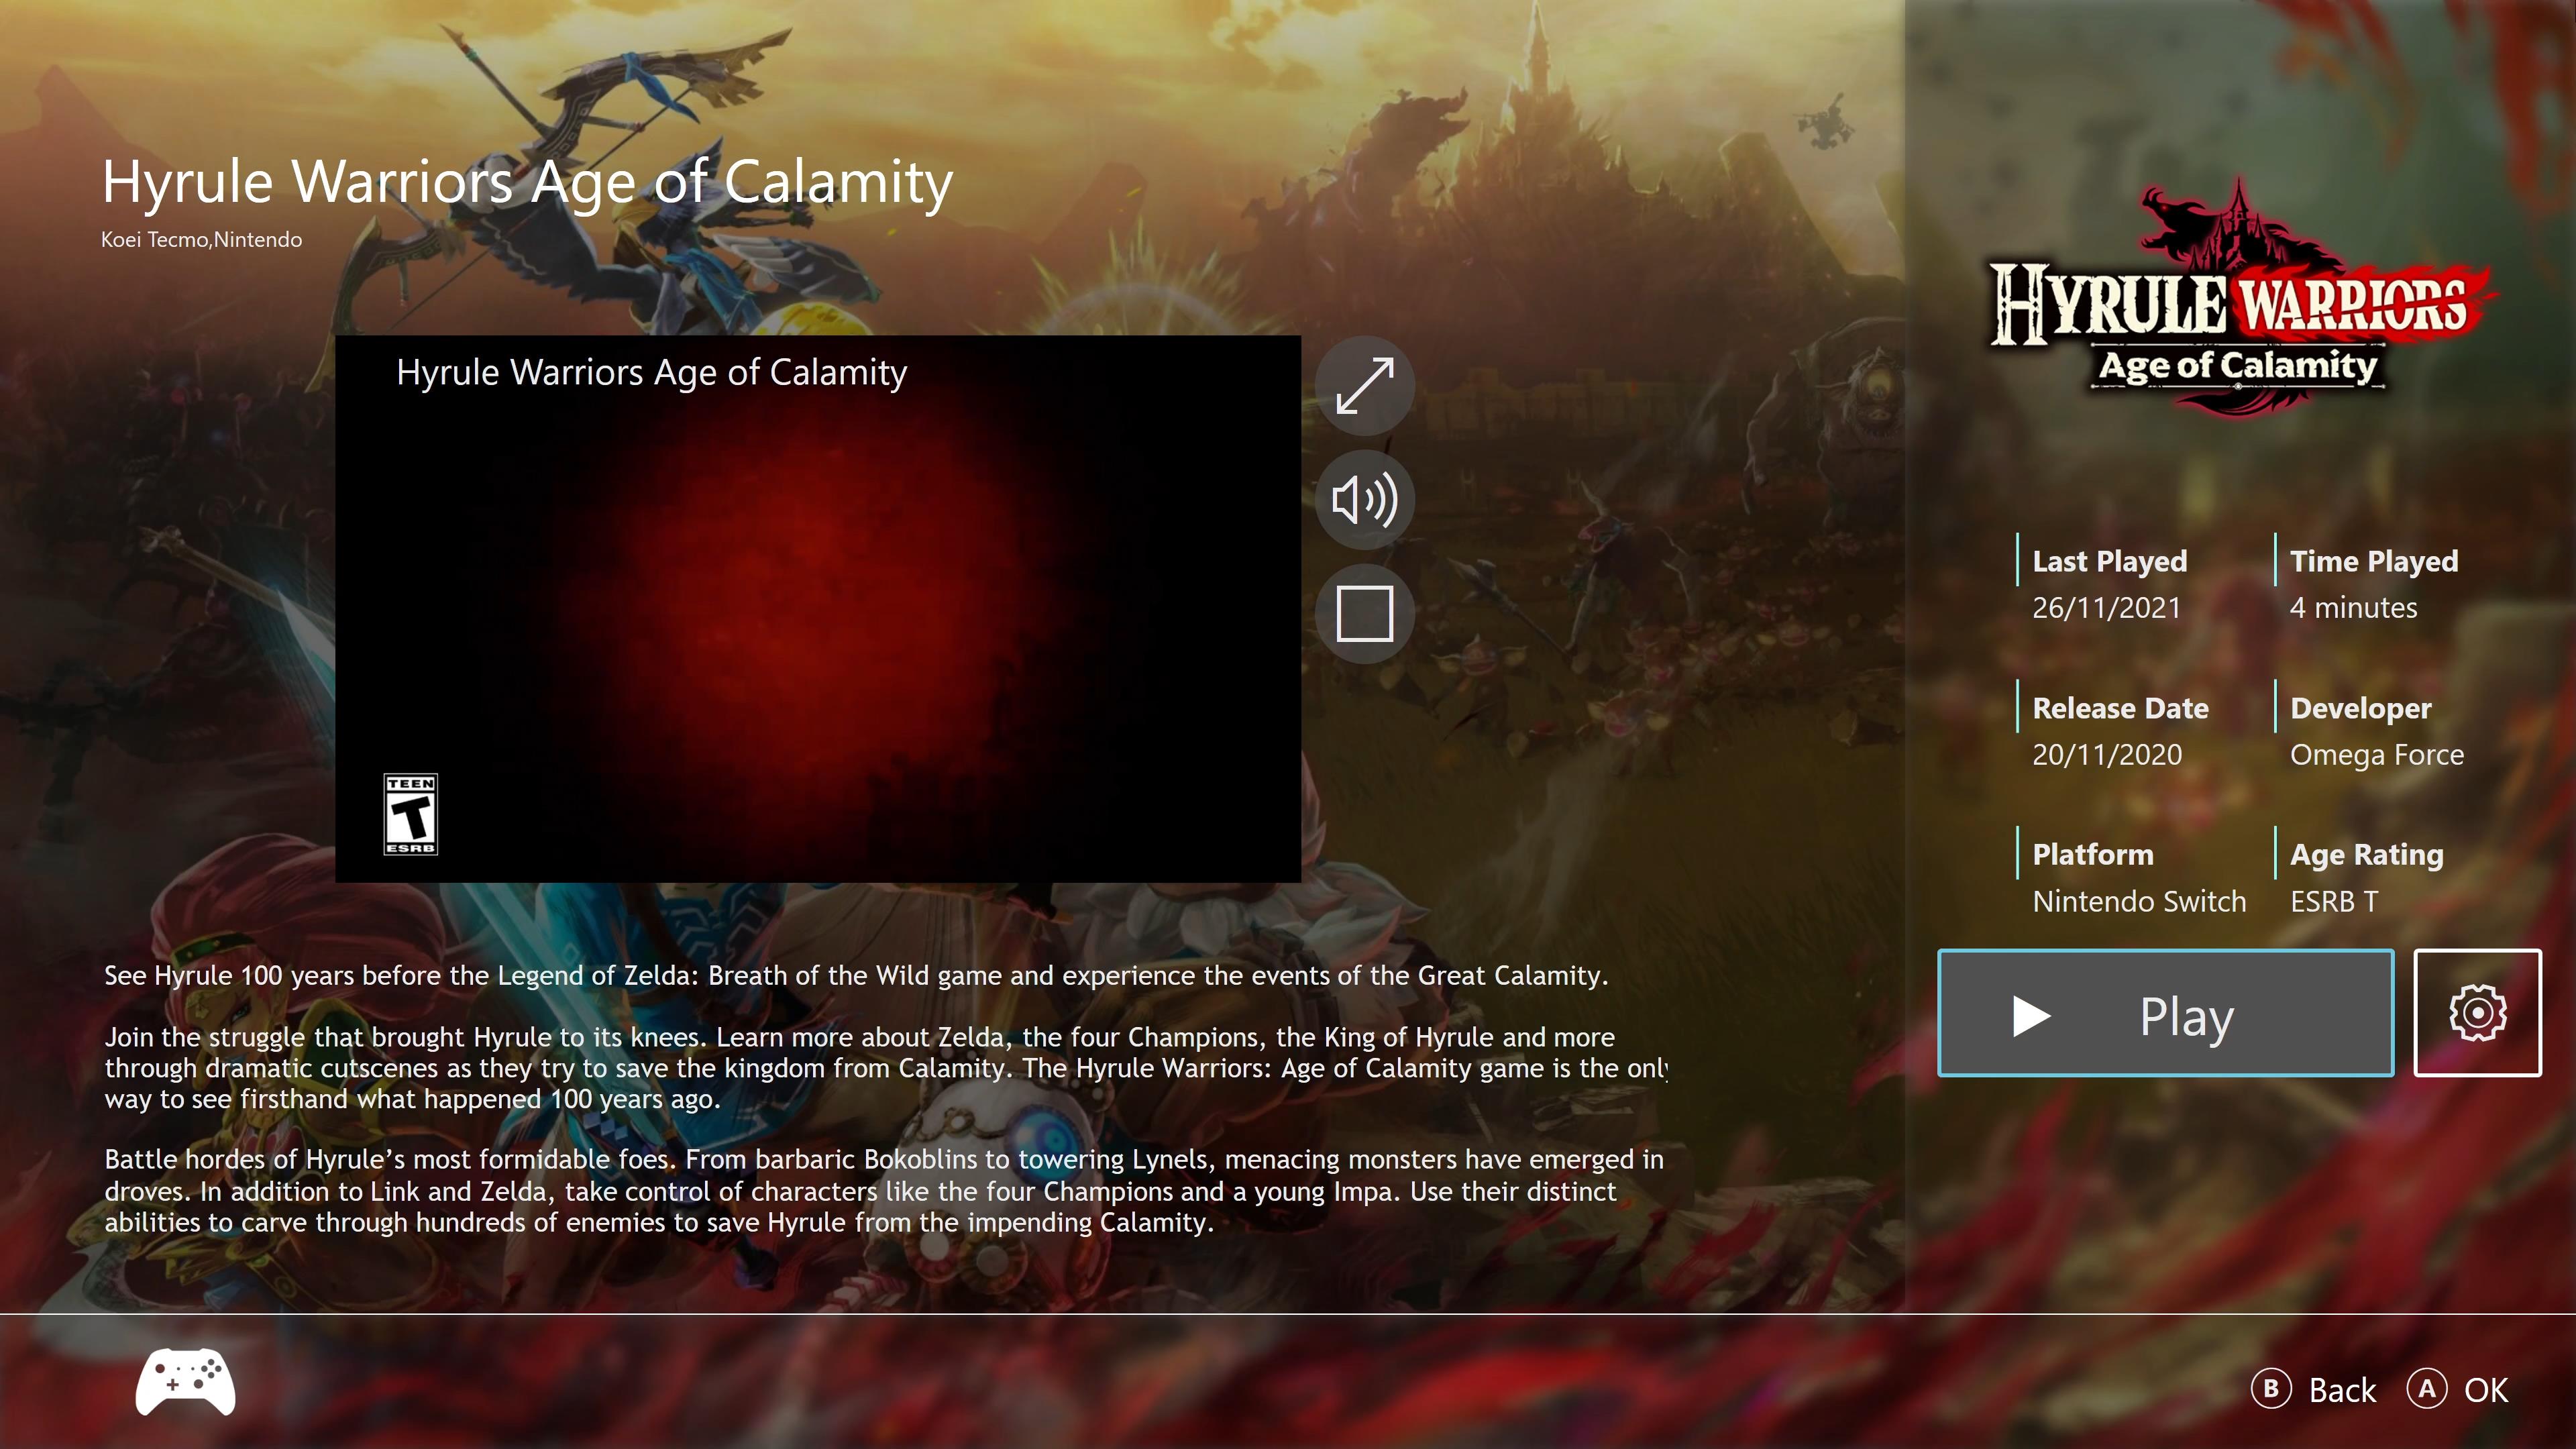 Hyrule Warriors Age of Calamity
Koei Tecmo,Nintendo
Hyrule Warriors Age of Calamity
TEEN
T
ESRB
See Hyrule 100 years before the Legend of Zelda: Breath of the Wild game and experience the events of the Great Calamity.
Join the struggle that brought Hyrule to its knees. Learn more about Zelda, the four Champions, the King of Hyrule and more
through dramatic cutscenes as they try to save the kingdom from Calamity. The Hyrule Warriors: Age of Calamity game is the only
way to see firsthand what happened 100 years ago.
Battle hordes of Hyrule’s most formidable foes. From barbaric Bokoblins to towering Lynels, menacing monsters have emerged in
droves. In addition to Link and Zelda, take control of characters like the four Champions and a young Impa. Use their distinct
abilities to carve through hundreds of enemies to save Hyrule from the impending Calamity.
HYRULE WARRIORS
Age of Calamity
Last Played
26/11/2021
Time Played
4 minutes
Release Date
20/11/2020
Developer
Omega Force
Platform
Nintendo Switch
Age Rating
ESRB T
Play
B Back A OK